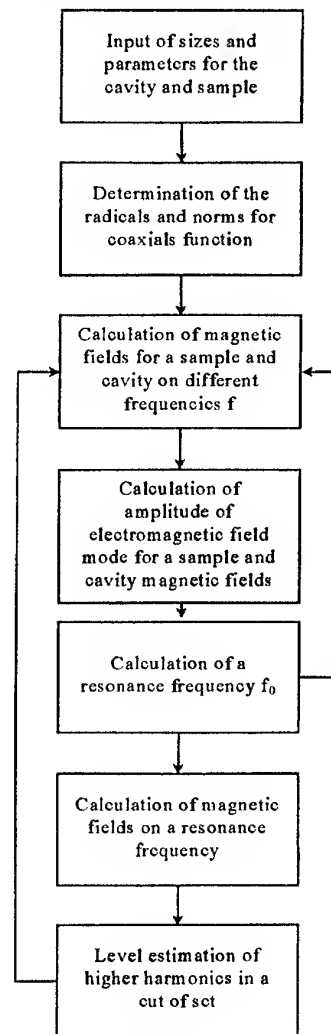 Input of sizes and
parameters for the
cavity and sample
Determination of the
radicals and norms for
coaxials function
Calculation of magnetic
fields for a sample and
cavity on different
frequencies f
Calculation of
amplitude of
electromagnetic field
mode for a sample and
cavity magnetic fields
Calculation of a
resonance frequency f₀
Calculation of magnetic
fields on a resonance
frequency
Level estimation of
higher harmonics in a
cut of set